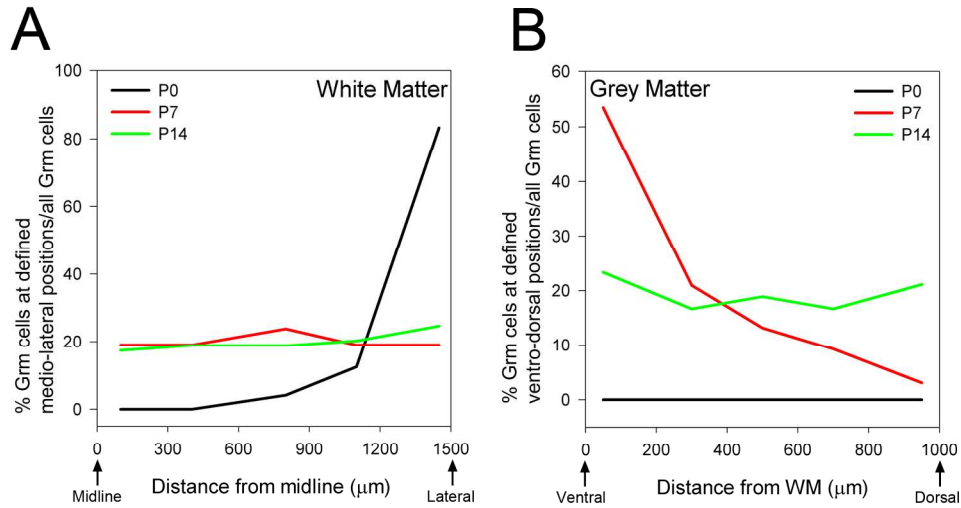 A
B
% Grm cells at defined
medio-lateral positions/all Grm cells
100
80
60
40
20
0
P0
P7
P14
White Matter
0
300
600
900
1200
1500
Midline
Distance from midline (μm)
Lateral
% Grm cells at defined
ventro-dorsal positions/all Grm cells
60
50
40
30
20
10
0
Grey Matter
P0
P7
P14
0
200
400
600
800
1000
Ventral
Distance from WM (μm)
Dorsal